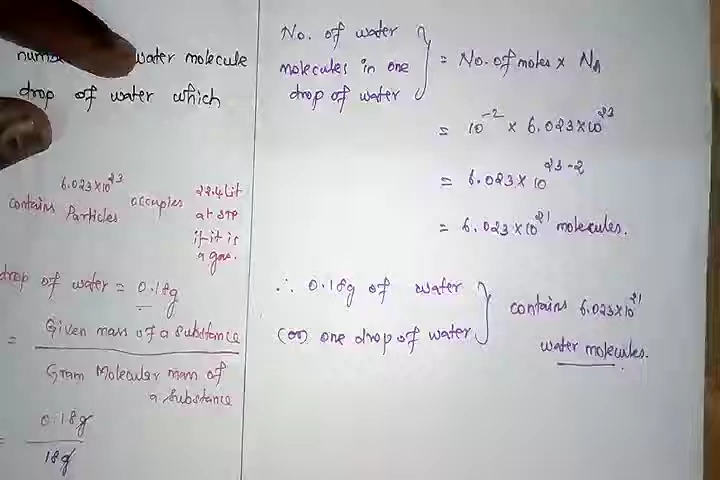 water molecule
drop of water which
6.023×10²³ 22.4 lit
contains Particles occupies at STP
if it is
a gas.
drop of water = 0.18g
= Given mass of a substance
Gram Molecular mass of
a substance
= 0.18g
18g
No. of water
molecules in one } = No. of moles × NA
drop of water
= 10⁻² × 6.023×10²³
= 6.023×10²³⁻²
= 6.023×10²¹ molecules.
∴ 0.18g of water } contains 6.023×10²¹
(or) one drop of water water molecules.